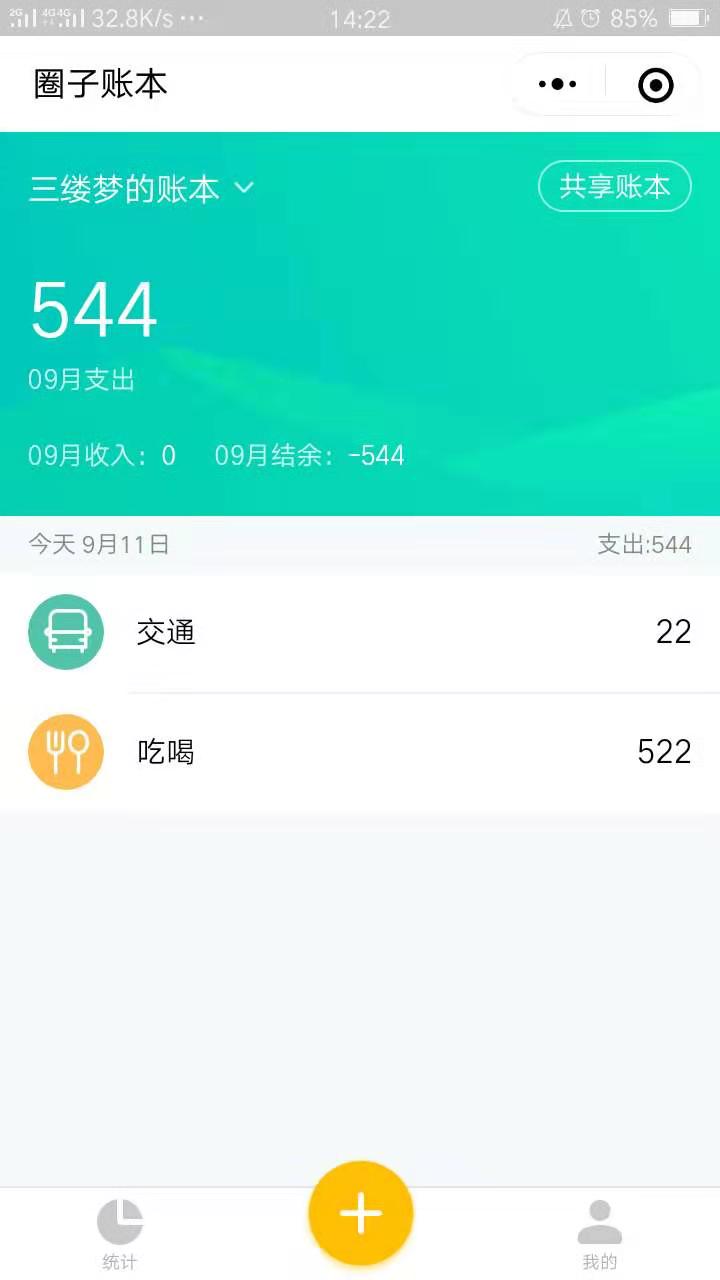 2G 4G 4G 32.8K/s ... 14:22 85%
圈子账本
三缕梦的账本 共享账本
544
09月支出
09月收入：0 09月结余：-544
今天 9月11日 支出:544
交通 22
吃喝 522
统计 我的